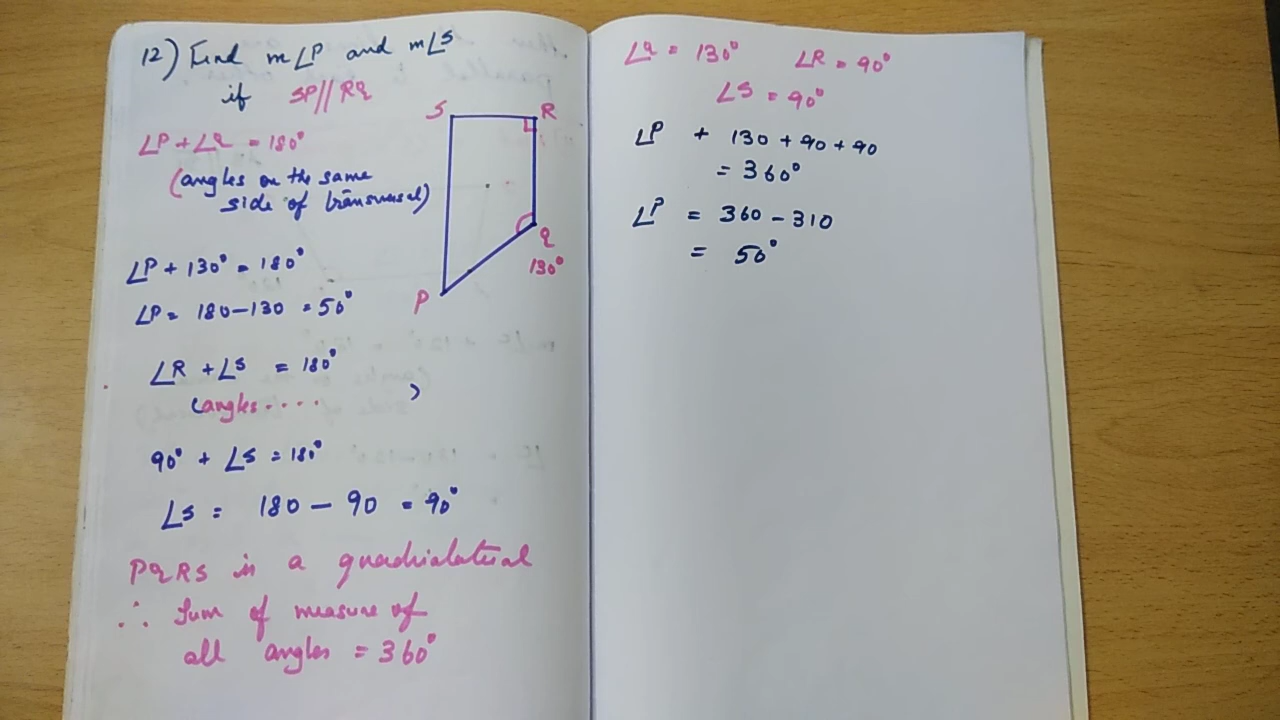 12) Find m∠P and m∠S
if SP//RQ
∠P + ∠Q = 180°
(angles on the same
side of transversal)
S
R
Q
130°
P
∠P + 130° = 180°
∠P = 180 - 130 = 50°
∠R + ∠S = 180°
(angles ....          )
90° + ∠S = 180°
∠S = 180 - 90 = 90°
PQRS is a quadrialateral
∴ Sum of measure of
all angles = 360°
∠Q = 130° ∠R = 90°
∠S = 90°
∠P + 130 + 90 + 90
= 360°
∠P = 360 - 310
= 50°